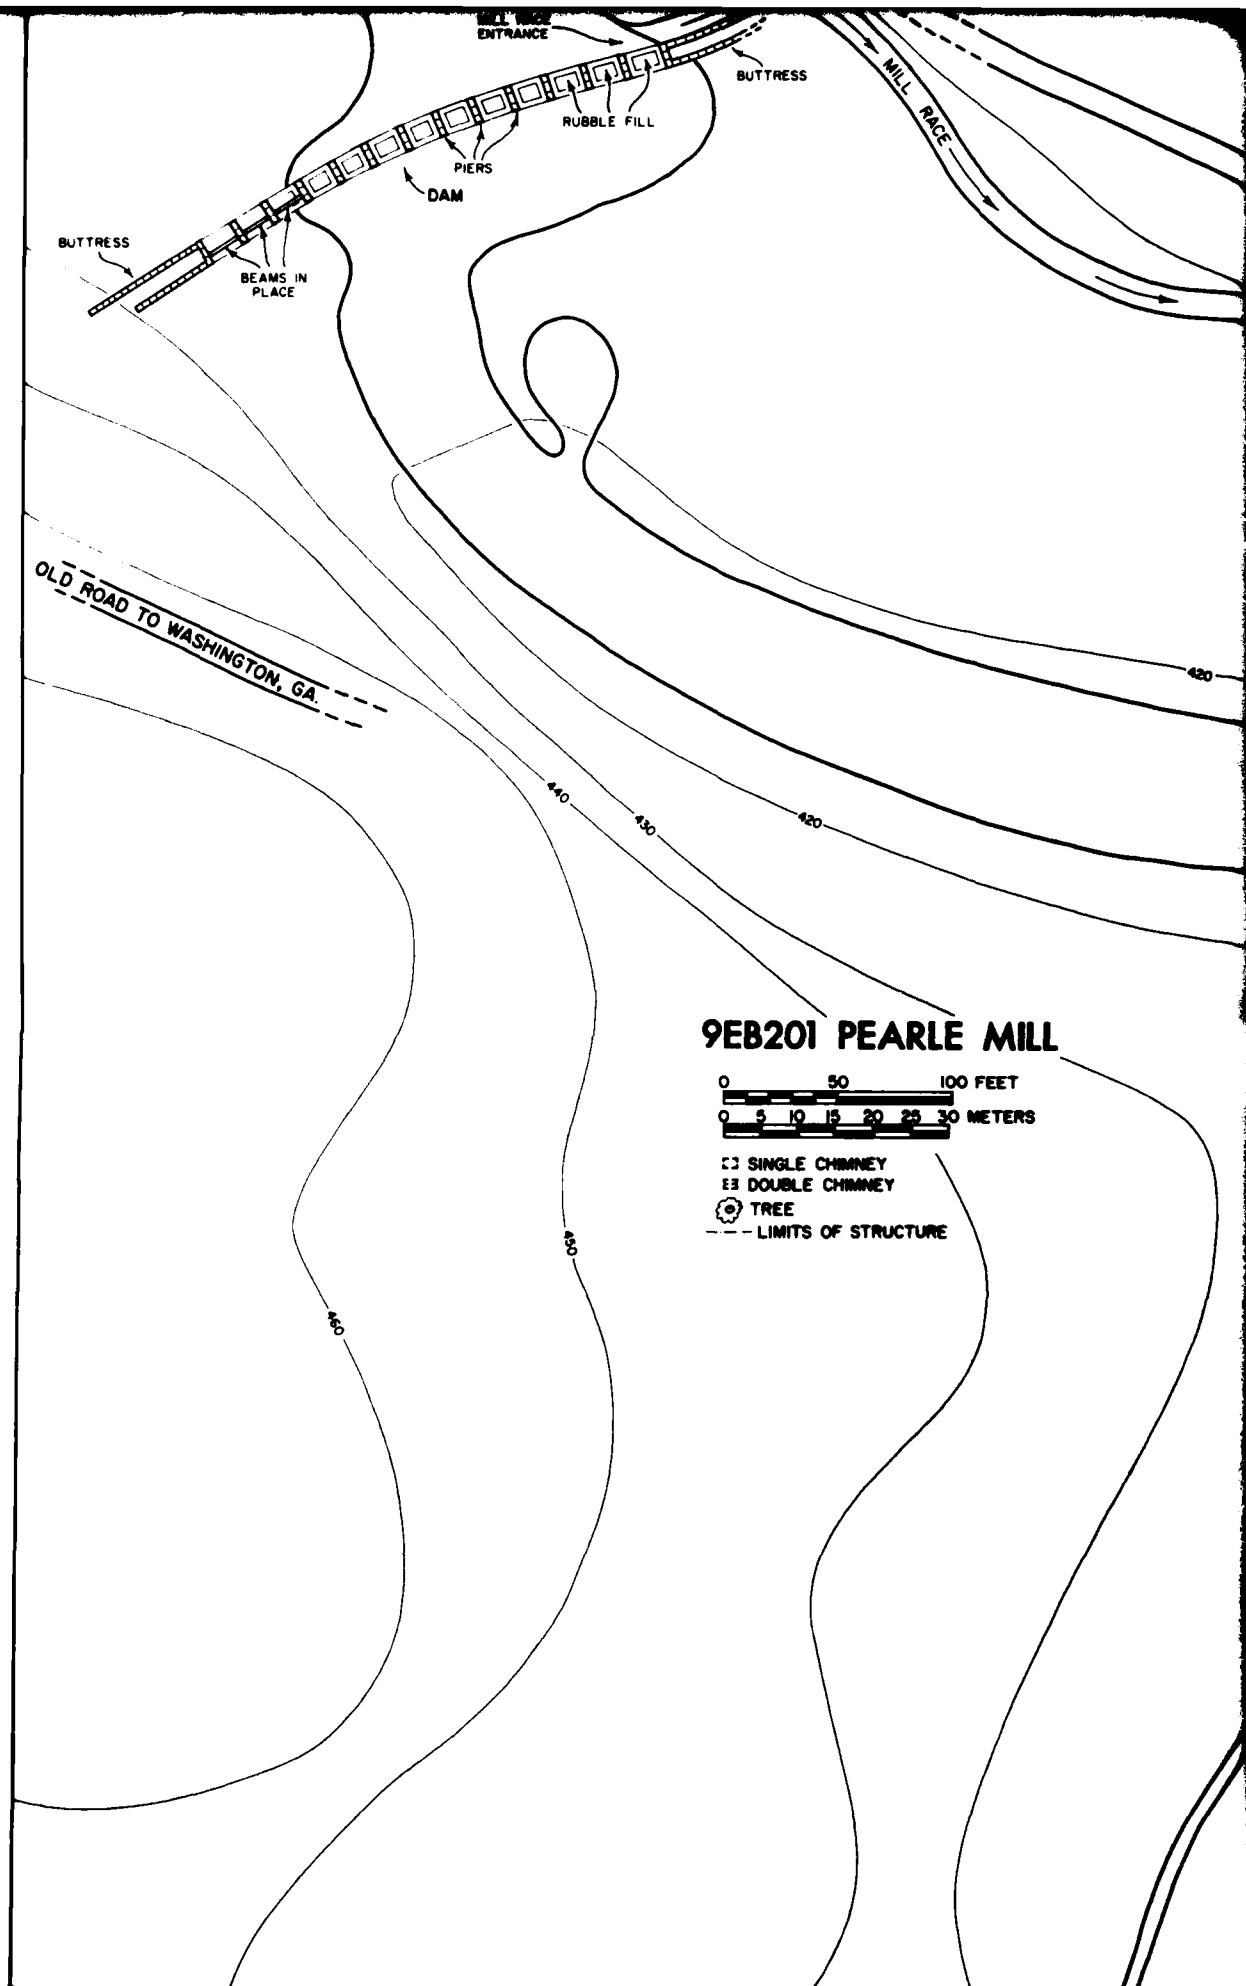 MILL RACE
ENTRANCE
BUTTRESS
MILL RACE
RUBBLE FILL
PIERS
DAM
BUTTRESS
BEAMS IN
PLACE
OLD ROAD TO WASHINGTON, GA.
420
440
430
420
9EB201 PEARLE MILL
0 50 100 FEET
0 5 10 15 20 25 30 METERS
SINGLE CHIMNEY
DOUBLE CHIMNEY
TREE
LIMITS OF STRUCTURE
450
460